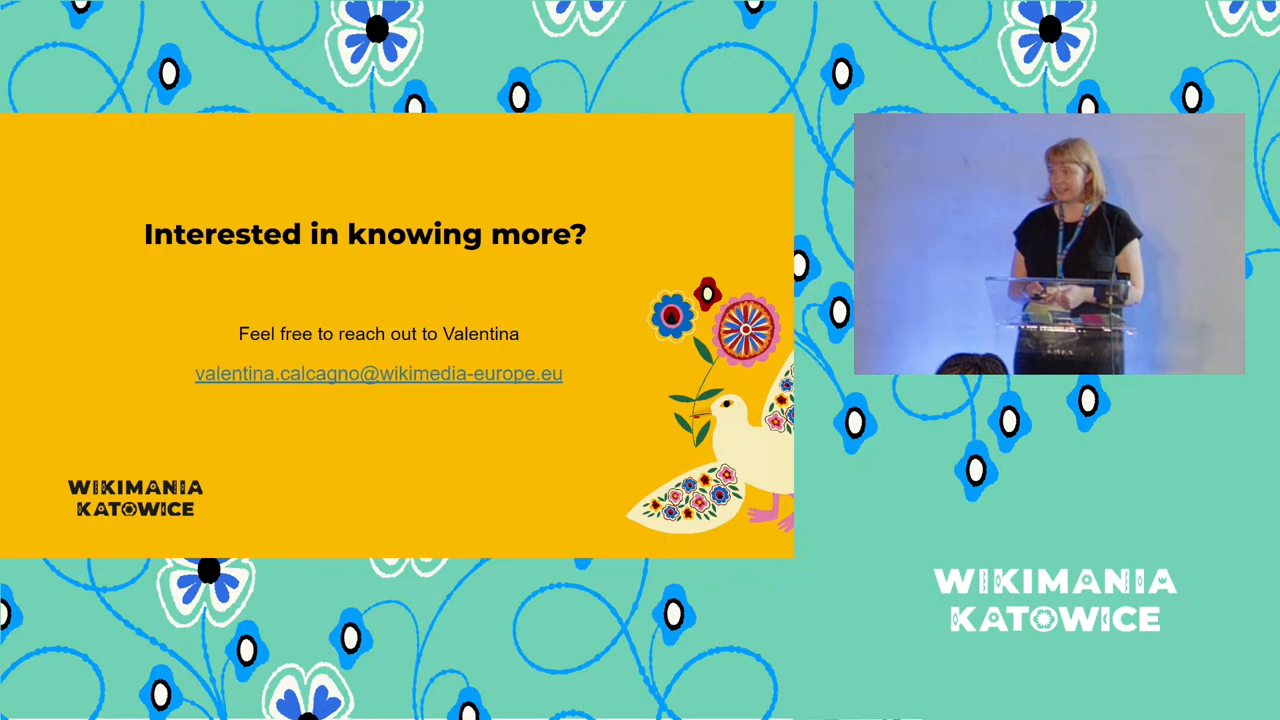 Interested in knowing more?
Feel free to reach out to Valentina
valentina.calcagno@wikimedia-europe.eu
WIKIMANIA
KATOWICE
WIKIMANIA
KATOWICE